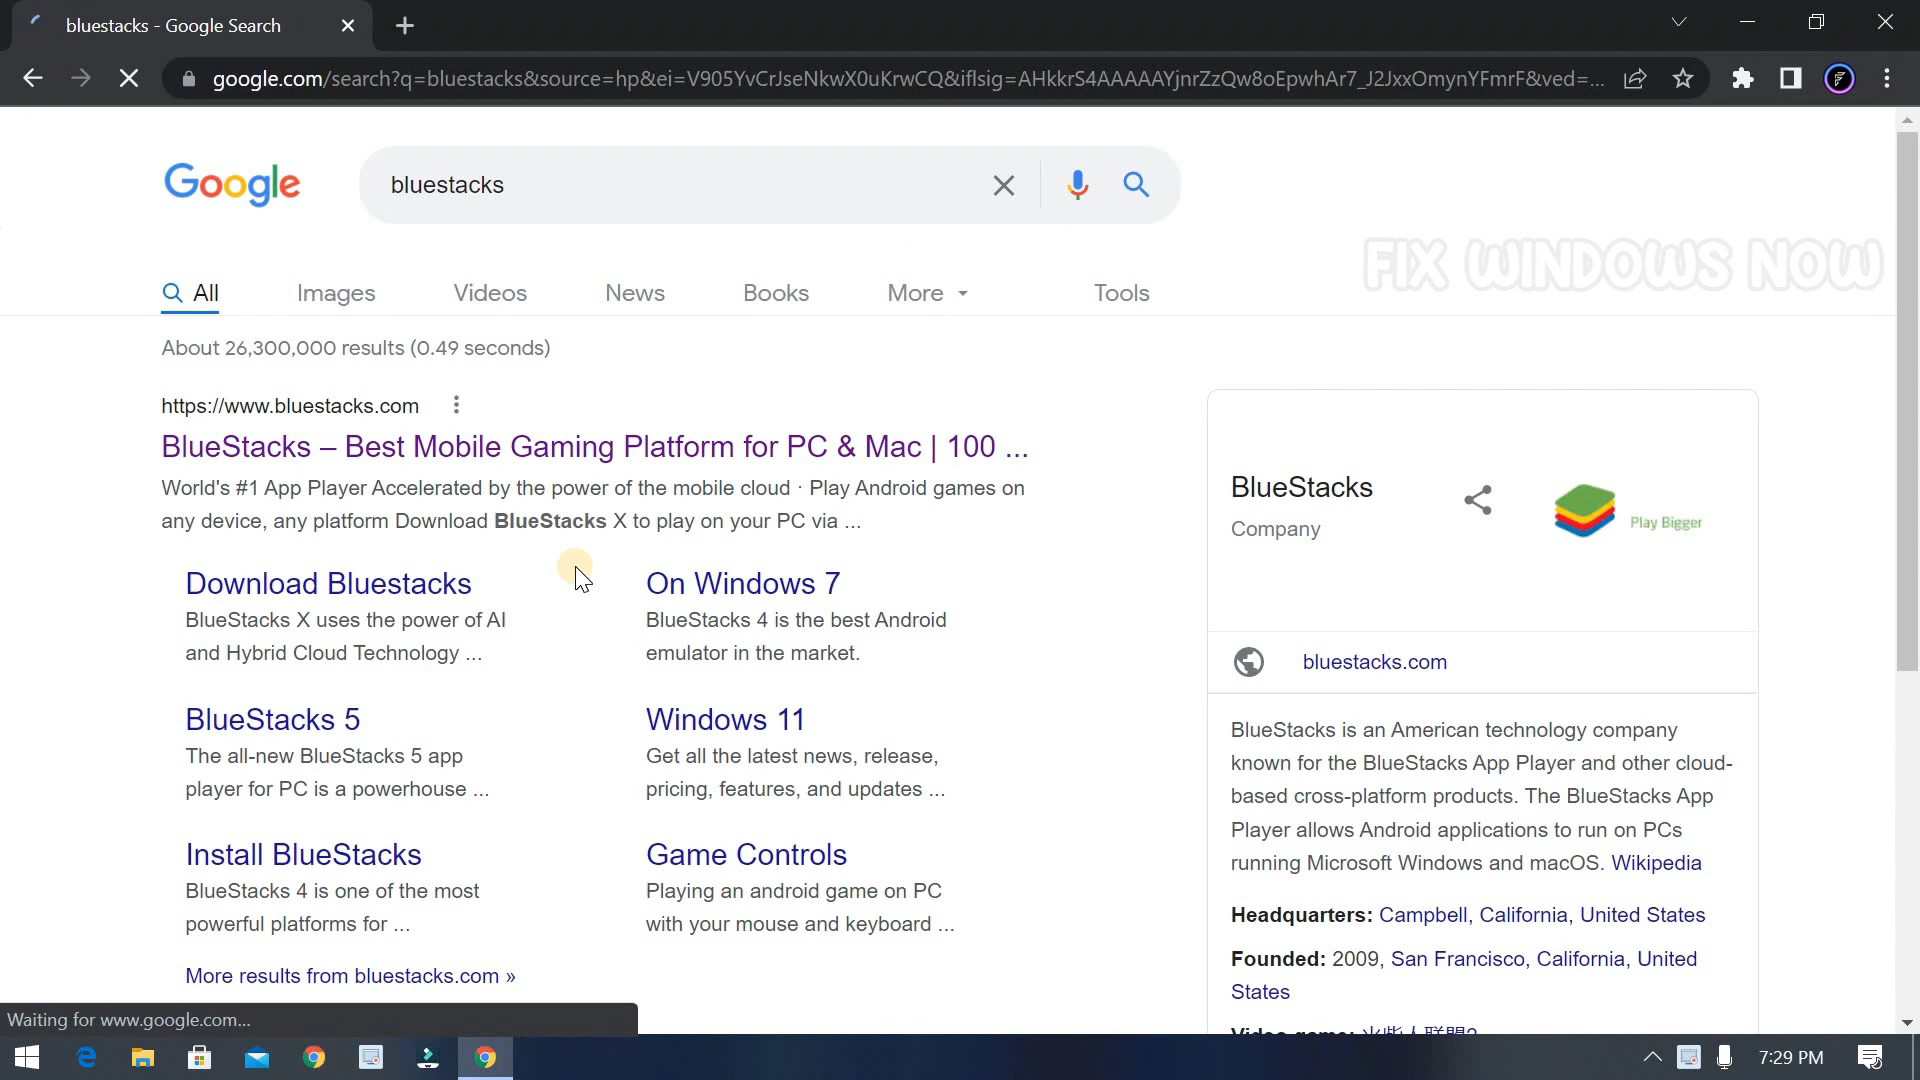 bluestacks - Google Search
google.com/search?q=bluestacks&source=hp&ei=V905YvCrJseNkwX0uKrwCQ&iflsig=AHkkrS4AAAAAYjnrZzQw8oEpwhAr7_J2JxxOmynYFmrF&ved=...
Google
bluestacks
FIX WINDOWS NOW
All Images Videos News Books More Tools
About 26,300,000 results (0.49 seconds)
https://www.bluestacks.com
BlueStacks – Best Mobile Gaming Platform for PC & Mac | 100 ...
World's #1 App Player Accelerated by the power of the mobile cloud · Play Android games on
any device, any platform Download BlueStacks X to play on your PC via ...
Download Bluestacks
BlueStacks X uses the power of AI
and Hybrid Cloud Technology ...
On Windows 7
BlueStacks 4 is the best Android
emulator in the market.
BlueStacks 5
The all-new BlueStacks 5 app
player for PC is a powerhouse ...
Windows 11
Get all the latest news, release,
pricing, features, and updates ...
Install BlueStacks
BlueStacks 4 is one of the most
powerful platforms for ...
Game Controls
Playing an android game on PC
with your mouse and keyboard ...
More results from bluestacks.com »
BlueStacks
Company
Play Bigger
bluestacks.com
BlueStacks is an American technology company
known for the BlueStacks App Player and other cloud-
based cross-platform products. The BlueStacks App
Player allows Android applications to run on PCs
running Microsoft Windows and macOS. Wikipedia
Headquarters: Campbell, California, United States
Founded: 2009, San Francisco, California, United
States
Waiting for www.google.com...
7:29 PM